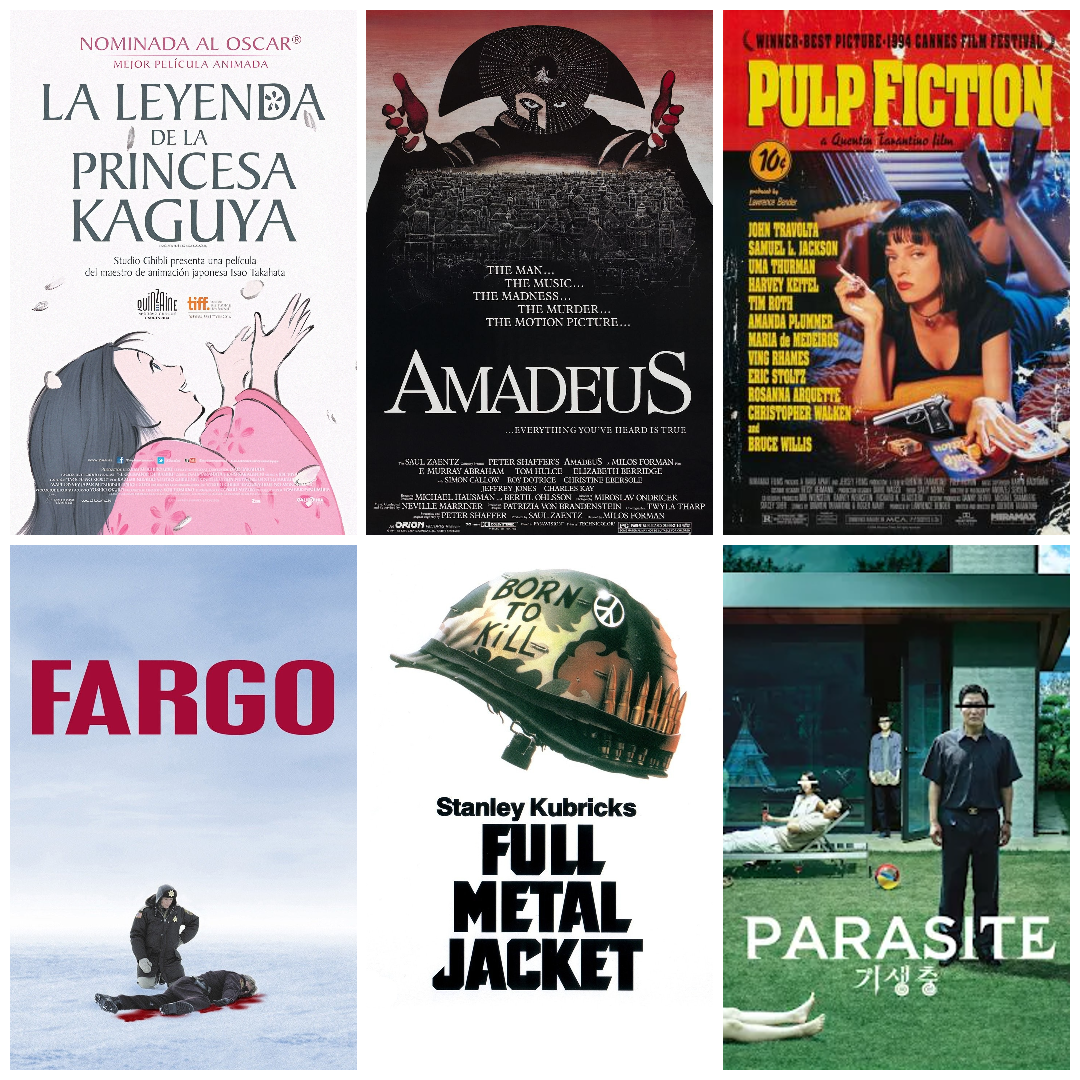 NOMINADA AL OSCAR®
MEJOR PELÍCULA ANIMADA
LA LEYENDA
DE LA
PRINCESA
KAGUYA
Studio Ghibli presenta una película
del maestro de animación japonesa Isao Takahata
QUINZAINE
tiff.
THE MAN...
THE MUSIC...
THE MADNESS...
THE MURDER...
THE MOTION PICTURE...
AMADEUS
...EVERYTHING YOU'VE HEARD IS TRUE
The SAUL ZAENTZ PETER SHAFFER'S AMADEUS MILOS FORMAN
F. MURRAY ABRAHAM TOM HULCE ELIZABETH BERRIDGE
SIMON CALLOW ROY DOTRICE CHRISTINE EBERSOLE
JEFFREY JONES CHARLES KAY
MICHAEL HAUSMAN BERTIL OHLSSON MIROSLAV ONDRICEK
NEVILLE MARRINER PATRIZIA VON BRANDENSTEIN TWYLA THARP
PETER SHAFFER SAUL ZAENTZ MILOS FORMAN
ORION
WINNER-BEST PICTURE-1994 CANNES FILM FESTIVAL
PULP FICTION
a Quentin Tarantino film
10¢
produced by
Lawrence Bender
JOHN TRAVOLTA
SAMUEL L. JACKSON
UMA THURMAN
HARVEY KEITEL
TIM ROTH
AMANDA PLUMMER
MARIA de MEDEIROS
VING RHAMES
ERIC STOLTZ
ROSANNA ARQUETTE
CHRISTOPHER WALKEN
and
BRUCE WILLIS
MIRAMAX
FARGO
BORN
TO
KiLL
Stanley Kubricks
FULL
METAL
JACKET
PARASITE
기생충